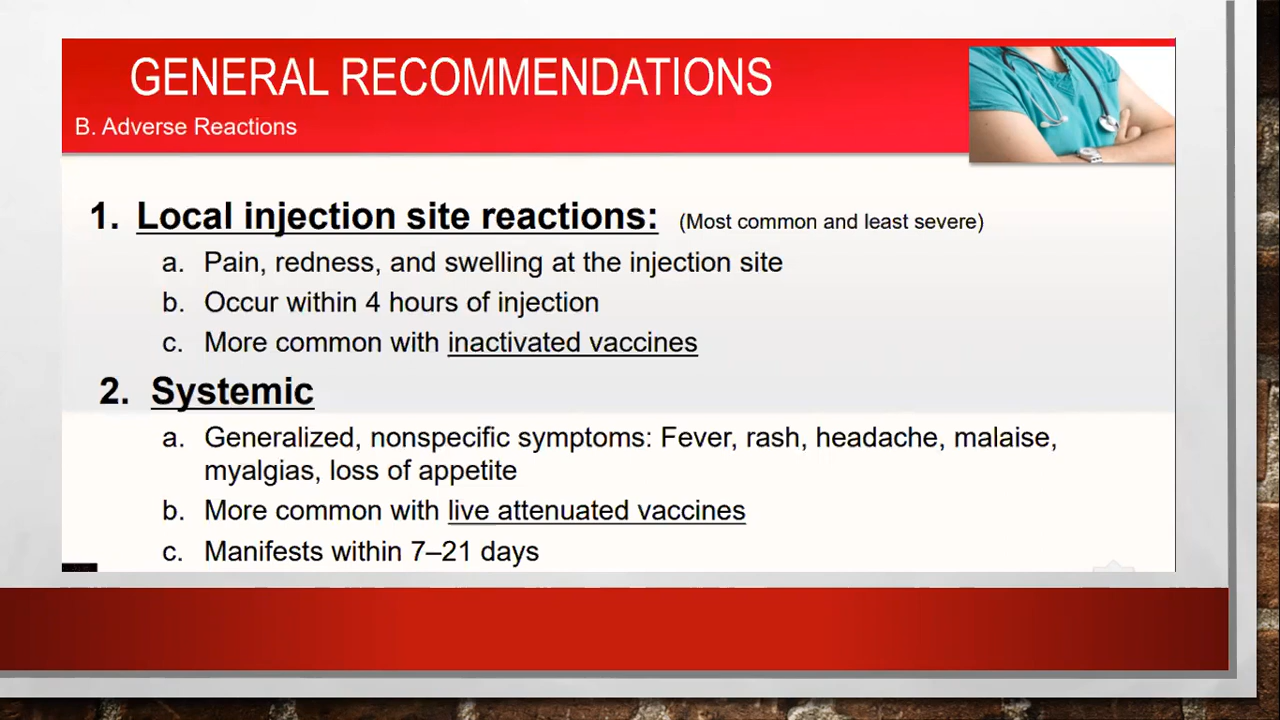 GENERAL RECOMMENDATIONS
B. Adverse Reactions
1. Local injection site reactions: (Most common and least severe)
a. Pain, redness, and swelling at the injection site
b. Occur within 4 hours of injection
c. More common with inactivated vaccines
2. Systemic
a. Generalized, nonspecific symptoms: Fever, rash, headache, malaise,
myalgias, loss of appetite
b. More common with live attenuated vaccines
c. Manifests within 7–21 days